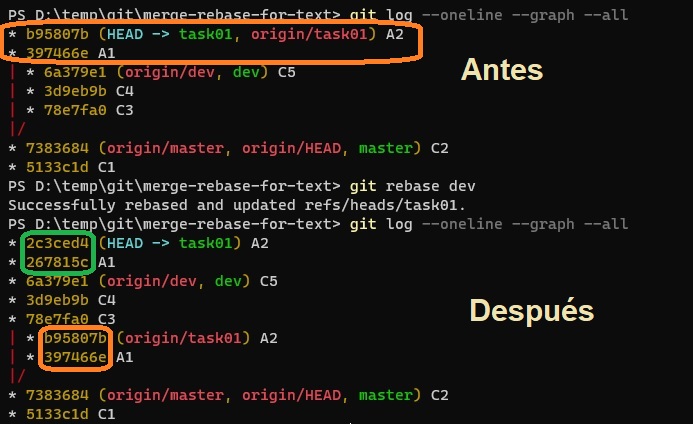 PS D:\temp\git\merge-rebase-for-text> git log --oneline --graph --all
* b95807b (HEAD -> task01, origin/task01) A2
* 397466e A1
| * 6a379e1 (origin/dev, dev) C5
| * 3d9eb9b C4
| * 78e7fa0 C3
|/
* 7383684 (origin/master, origin/HEAD, master) C2
* 5133c1d C1
Antes
PS D:\temp\git\merge-rebase-for-text> git rebase dev
Successfully rebased and updated refs/heads/task01.
PS D:\temp\git\merge-rebase-for-text> git log --oneline --graph --all
* 2c3ced4 (HEAD -> task01) A2
* 267815c A1
* 6a379e1 (origin/dev, dev) C5
* 3d9eb9b C4
* 78e7fa0 C3
| * b95807b (origin/task01) A2
| * 397466e A1
|/
* 7383684 (origin/master, origin/HEAD, master) C2
* 5133c1d C1
Después